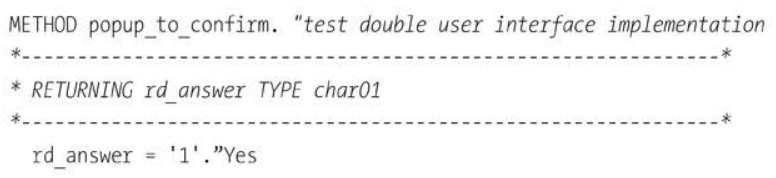 METHOD popup_to_confirm. "test double user interface implementation
*--------------------------------------------------------------*
* RETURNING rd_answer TYPE char01
*--------------------------------------------------------------*
rd_answer = '1'.”Yes